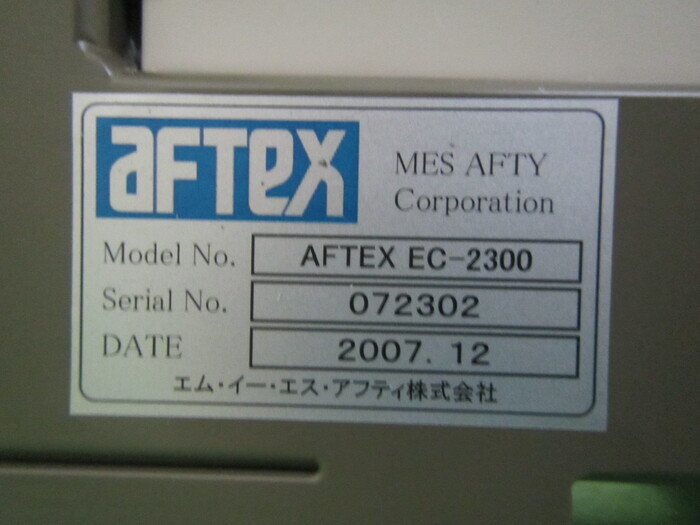 aFTeX
MES AFTY
Corporation
Model No. AFTEX EC-2300
Serial No. 072302
DATE 2007. 12
エム・イー・エス・アフティ株式会社